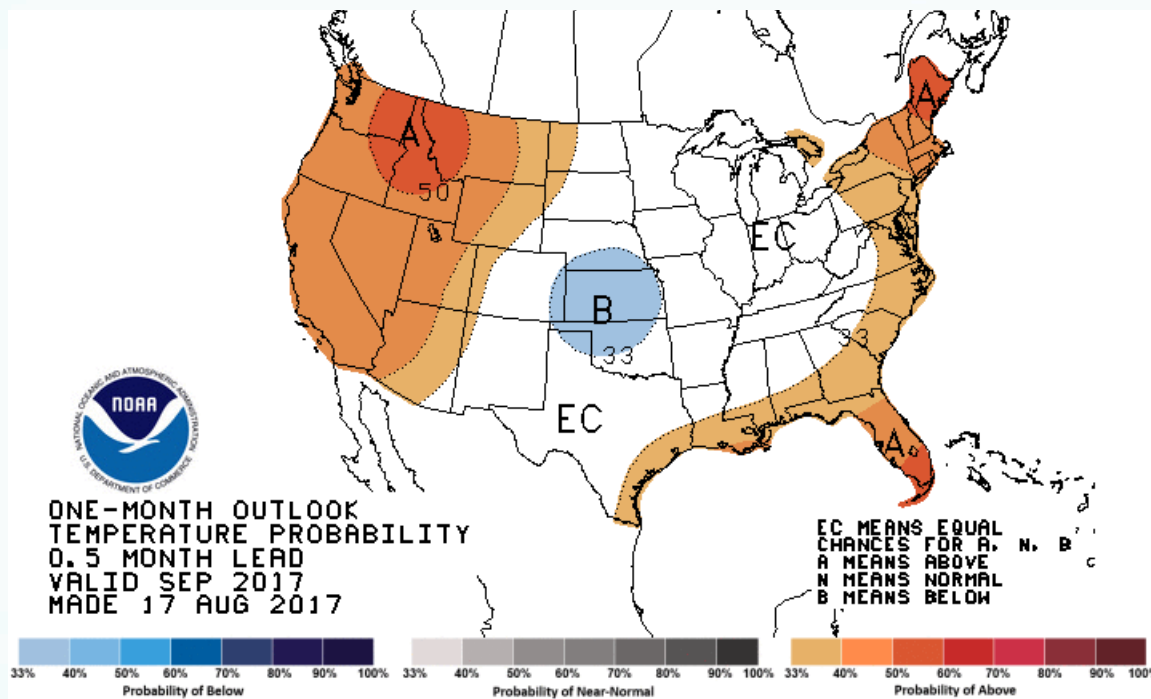 A
A
50
EC
B
33
33
EC
A
NATIONAL OCEANIC AND ATMOSPHERIC ADMINISTRATION
NOAA
U.S. DEPARTMENT OF COMMERCE
ONE-MONTH OUTLOOK
TEMPERATURE PROBABILITY
0.5 MONTH LEAD
VALID SEP 2017
MADE 17 AUG 2017
EC MEANS EQUAL
CHANCES FOR A, N, B
A MEANS ABOVE
N MEANS NORMAL
B MEANS BELOW
33% 40% 50% 60% 70% 80% 90% 100%
Probability of Below
33% 40% 50% 60% 70% 80% 90% 100%
Probability of Near-Normal
33% 40% 50% 60% 70% 80% 90% 100%
Probability of Above